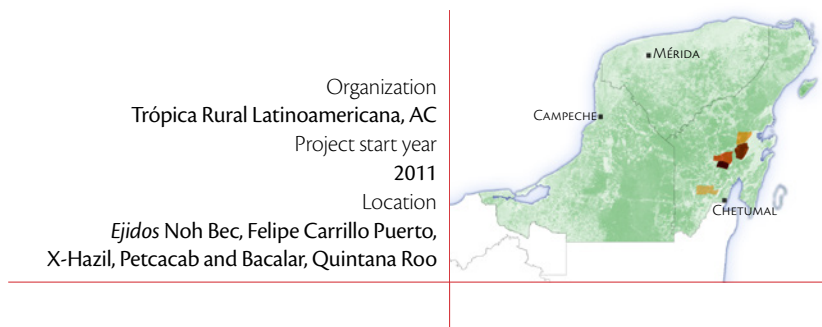 Organization
Trópica Rural Latinoamericana, AC
Project start year
2011
Location
Ejidos Noh Bec, Felipe Carrillo Puerto,
X-Hazil, Petcacab and Bacalar, Quintana Roo
Mérida
Campeche
Chetumal